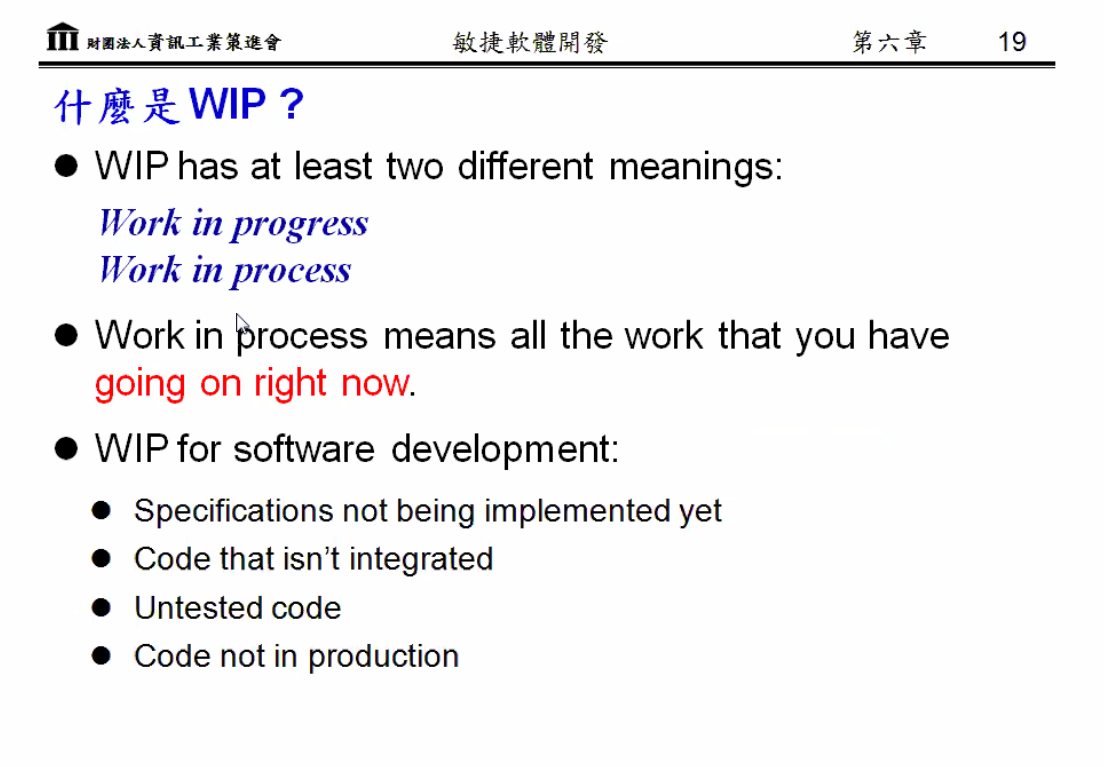 財團法人資訊工業策進會 敏捷軟體開發 第六章 19
什麼是WIP？
● WIP has at least two different meanings:
Work in progress
Work in process
● Work in process means all the work that you have
going on right now.
● WIP for software development:
● Specifications not being implemented yet
● Code that isn't integrated
● Untested code
● Code not in production